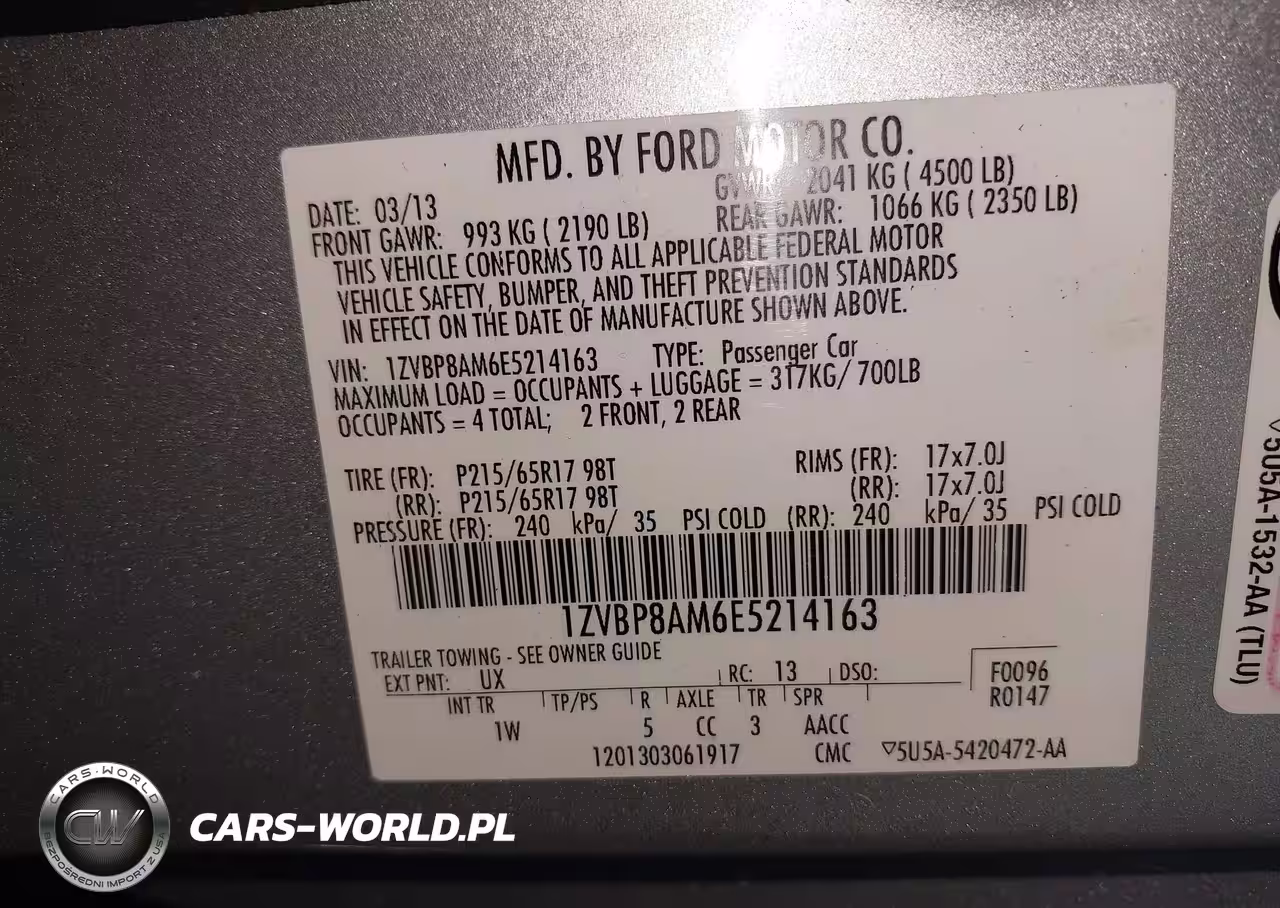 MFD. BY FORD MOTOR CO.
DATE: 03/13 GVWR: 2041 KG ( 4500 LB)
FRONT GAWR: 993 KG ( 2190 LB) REAR GAWR: 1066 KG ( 2350 LB)
THIS VEHICLE CONFORMS TO ALL APPLICABLE FEDERAL MOTOR
VEHICLE SAFETY, BUMPER, AND THEFT PREVENTION STANDARDS
IN EFFECT ON THE DATE OF MANUFACTURE SHOWN ABOVE.
VIN: 1ZVBP8AM6E5214163 TYPE: Passenger Car
MAXIMUM LOAD = OCCUPANTS + LUGGAGE = 317KG/ 700LB
OCCUPANTS = 4 TOTAL; 2 FRONT, 2 REAR
TIRE (FR): P215/65R17 98T RIMS (FR): 17x7.0J
(RR): P215/65R17 98T (RR): 17x7.0J
PRESSURE (FR): 240 kPa/ 35 PSI COLD (RR): 240 kPa/ 35 PSI COLD
1ZVBP8AM6E5214163
TRAILER TOWING - SEE OWNER GUIDE
EXT PNT: UX RC: 13 DSO: F0096
INT TR TP/PS R AXLE TR SPR R0147
1W 5 CC 3 AACC
1201303061917 CMC ▽5U5A-5420472-AA
▽5U5A-1532-AA (TLU)
CARS-WORLD
CW
BEZPOŚREDNI IMPORT Z USA
CARS-WORLD.PL